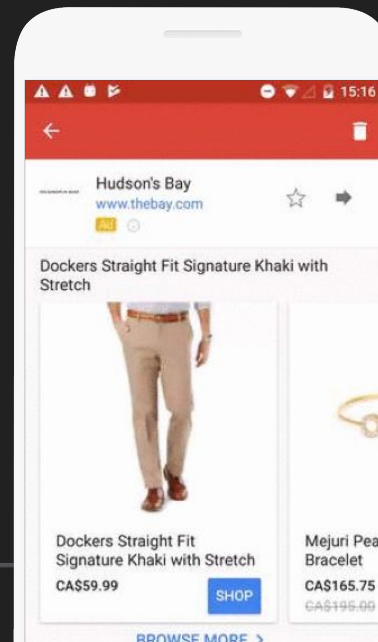 15:16
Hudson's Bay
www.thebay.com
Ad
Dockers Straight Fit Signature Khaki with
Stretch
Dockers Straight Fit
Signature Khaki with Stretch
CA$59.99
SHOP
Mejuri Pea
Bracelet
CA$165.75
CA$195.00
BROWSE MORE >